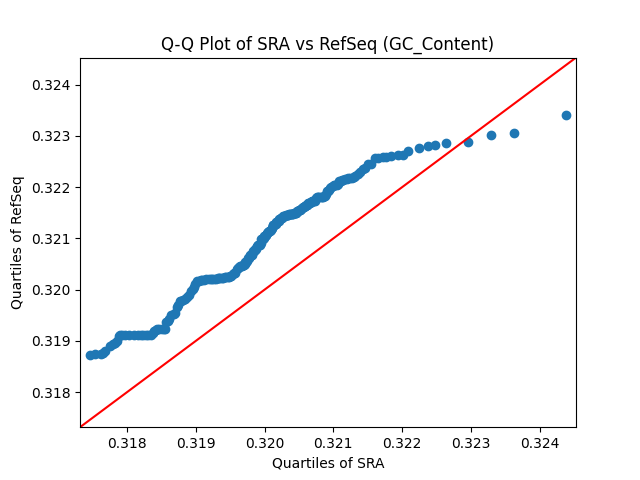 Q-Q Plot of SRA vs RefSeq (GC_Content)
0.324
0.323
0.322
0.321
0.320
0.319
0.318
Quartiles of RefSeq
0.318 0.319 0.320 0.321 0.322 0.323 0.324
Quartiles of SRA